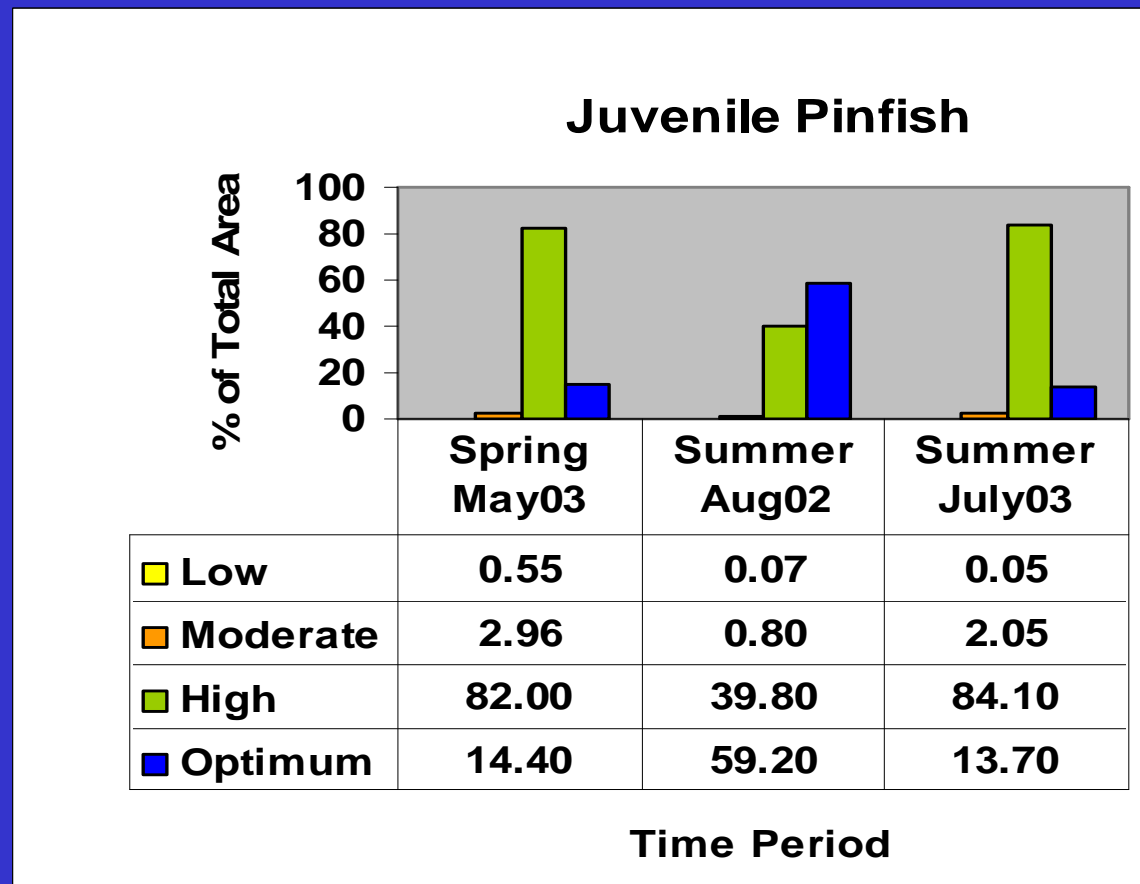 Juvenile Pinfish
% of Total Area
100
80
60
40
20
0
Spring May03
Summer Aug02
Summer July03
Low 0.55 0.07 0.05
Moderate 2.96 0.80 2.05
High 82.00 39.80 84.10
Optimum 14.40 59.20 13.70
Time Period